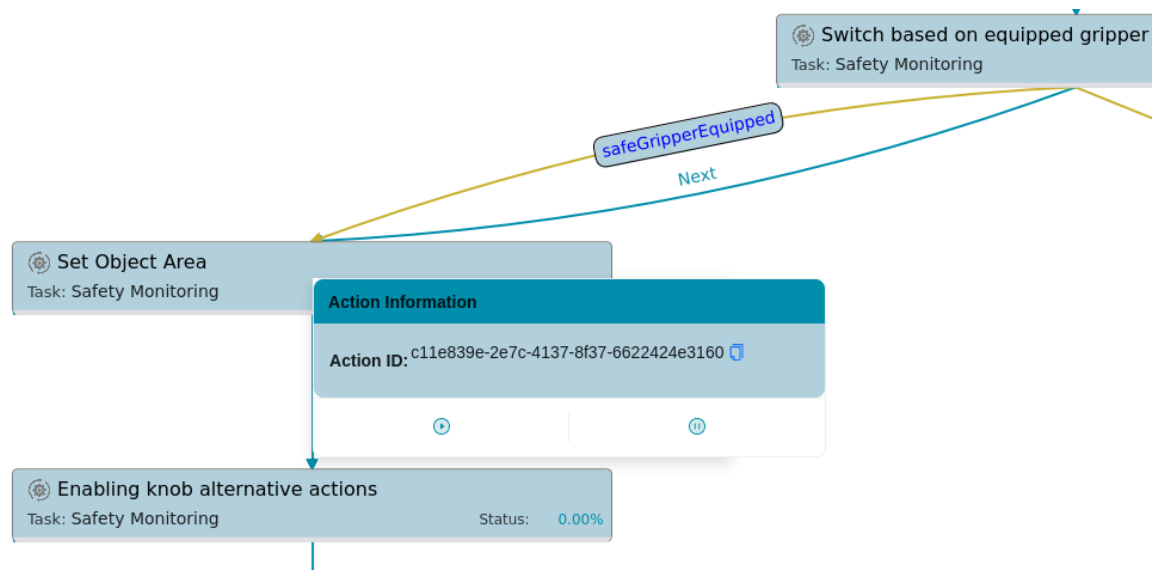 Switch based on equipped gripper
Task: Safety Monitoring
safeGripperEquipped
Next
Set Object Area
Task: Safety Monitoring
Action Information
Action ID: c11e839e-2e7c-4137-8f37-6622424e3160
Enabling knob alternative actions
Task: Safety Monitoring Status: 0.00%